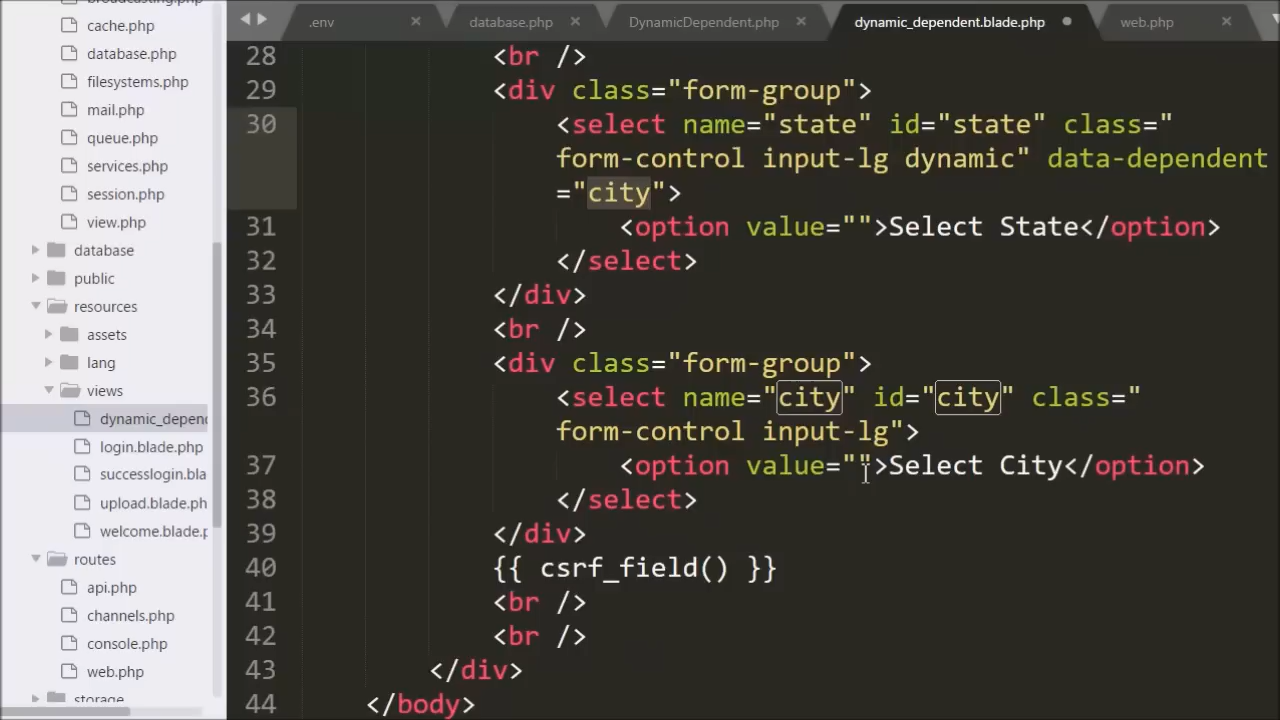 broadcasting.php
cache.php
database.php
filesystems.php
mail.php
queue.php
services.php
session.php
view.php
database
public
resources
assets
lang
views
dynamic_depend
login.blade.php
successlogin.bla
upload.blade.ph
welcome.blade.p
routes
api.php
channels.php
console.php
web.php
storage
.env
database.php
DynamicDependent.php
dynamic_dependent.blade.php
web.php
28 <br />
29 <div class="form-group">
30 <select name="state" id="state" class="
form-control input-lg dynamic" data-dependent
="city">
31 <option value="">Select State</option>
32 </select>
33 </div>
34 <br />
35 <div class="form-group">
36 <select name="city" id="city" class="
form-control input-lg">
37 <option value="">Select City</option>
38 </select>
39 </div>
40 {{ csrf_field() }}
41 <br />
42 <br />
43 </div>
44 </body>